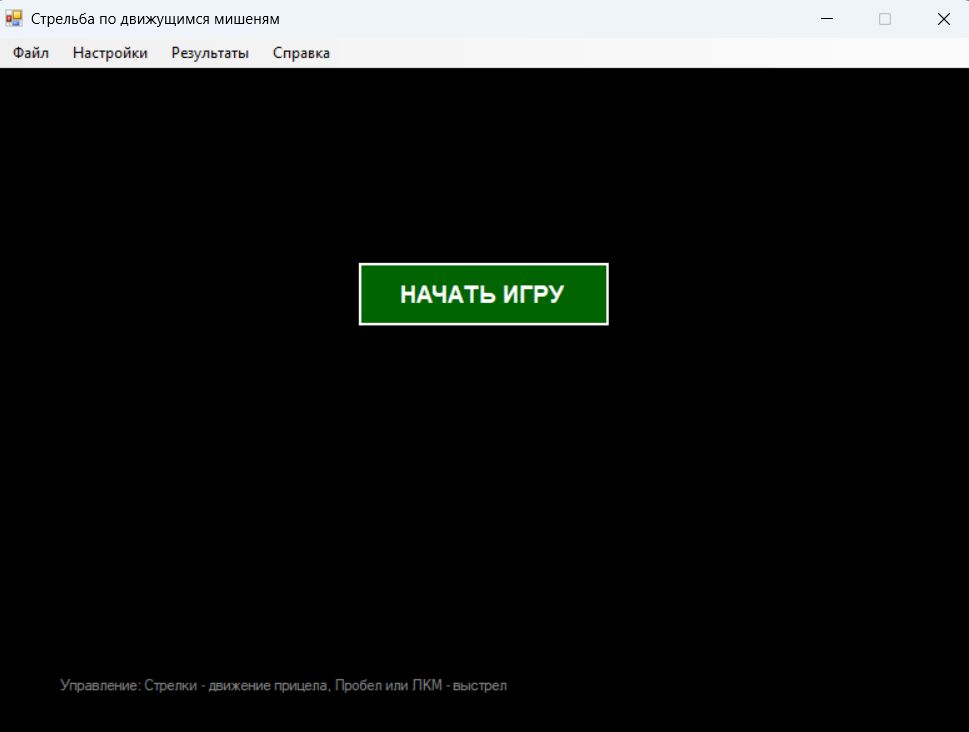 Стрельба по движущимся мишеням
Файл Настройки Результаты Справка
НАЧАТЬ ИГРУ
Управление: Стрелки - движение прицела, Пробел или ЛКМ - выстрел